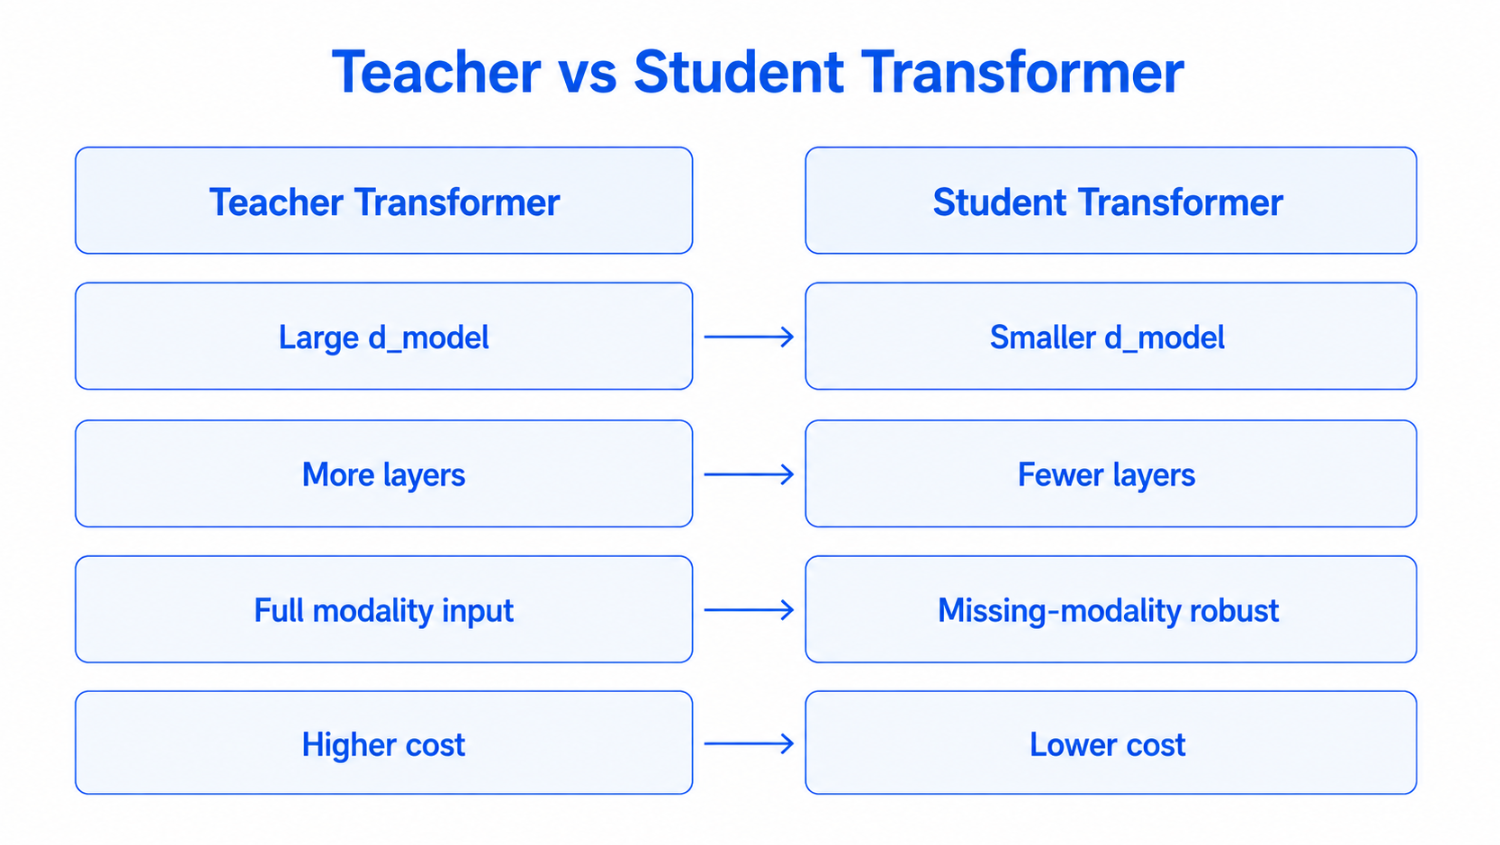 Teacher vs Student Transformer
Teacher Transformer
Student Transformer
Large d_model
Smaller d_model
More layers
Fewer layers
Full modality input
Missing-modality robust
Higher cost
Lower cost